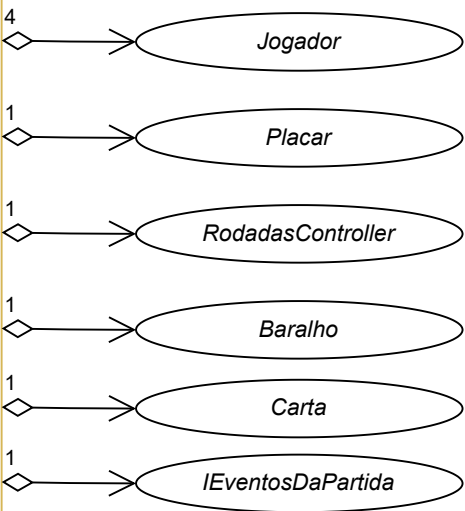 4
Jogador
1
Placar
1
RodadasController
1
Baralho
1
Carta
1
IEventosDaPartida